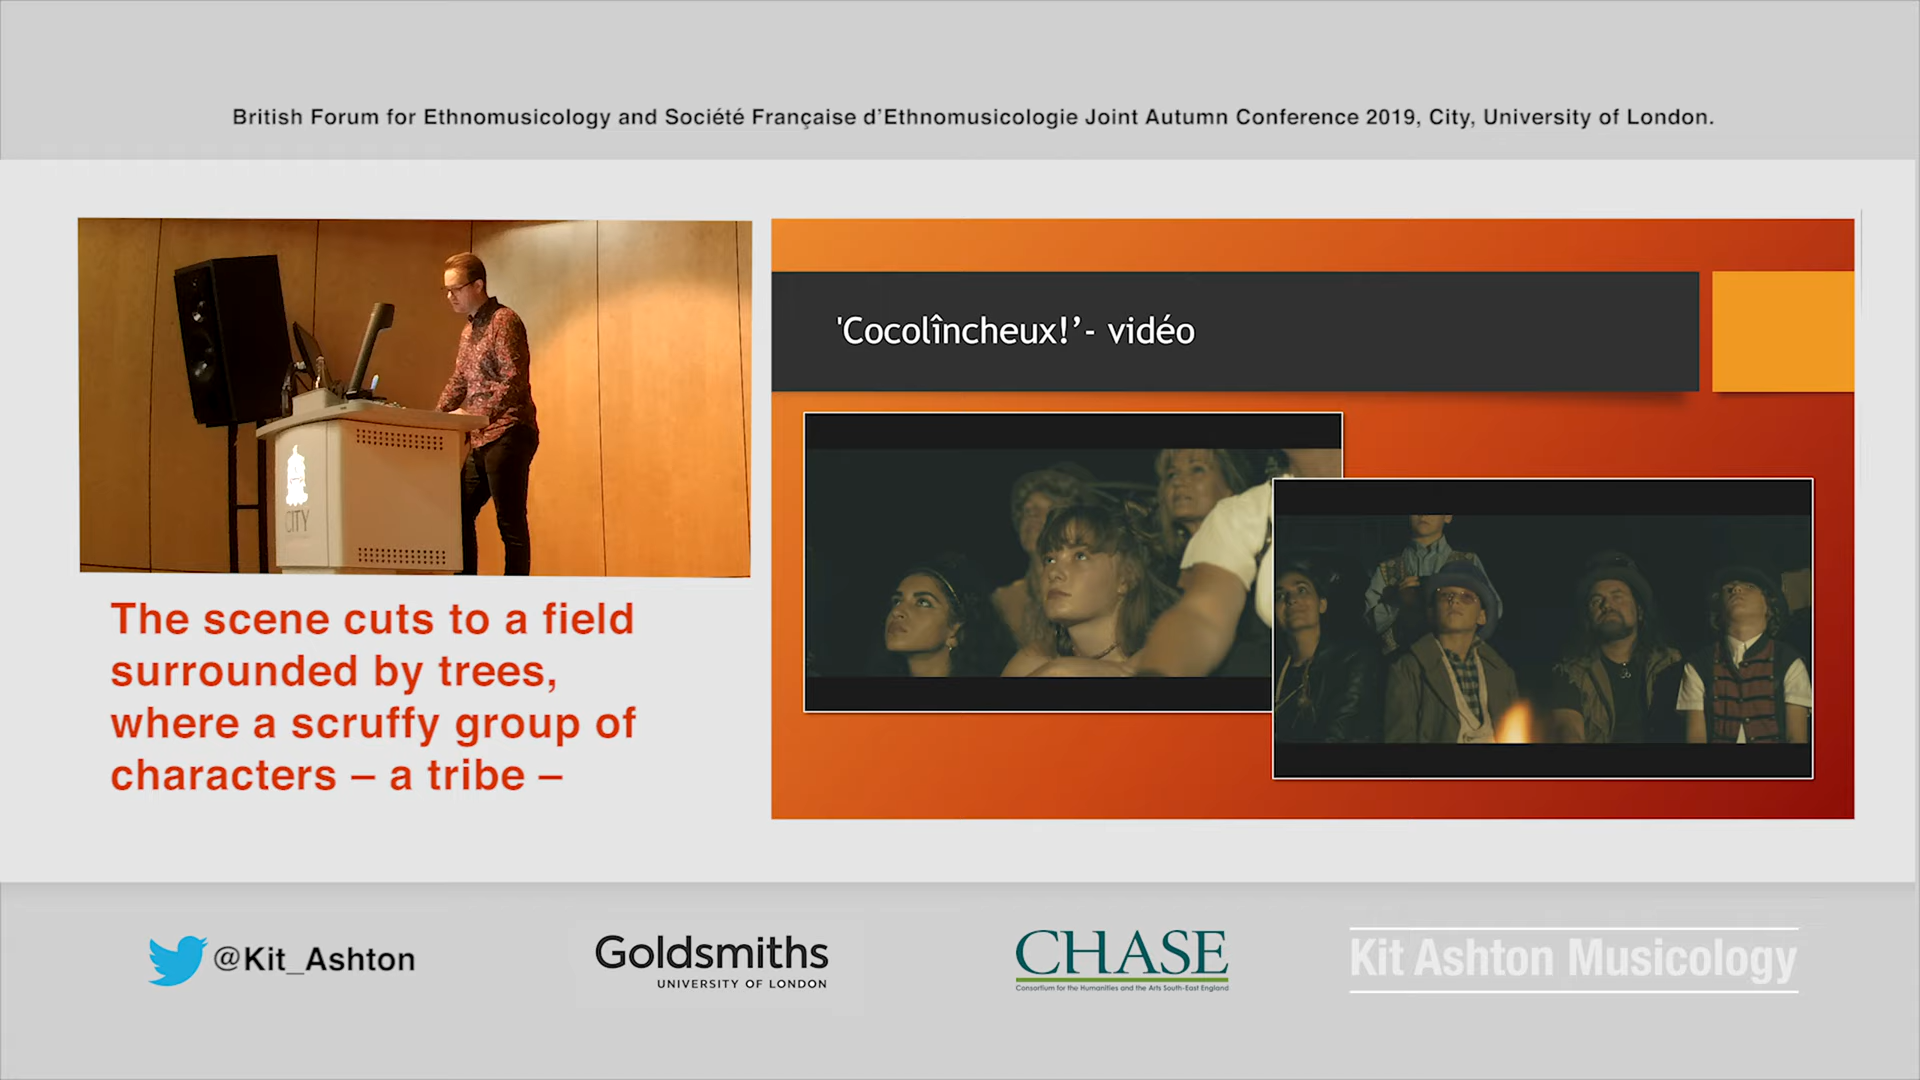 British Forum for Ethnomusicology and Société Française d’Ethnomusicologie Joint Autumn Conference 2019, City, University of London.
'Cocolîncheux!’- vidéo
CITY
The scene cuts to a field
surrounded by trees,
where a scruffy group of
characters – a tribe –
@Kit_Ashton
Goldsmiths
UNIVERSITY OF LONDON
CHASE
Consortium for the Humanities and the Arts South-East England
Kit Ashton Musicology